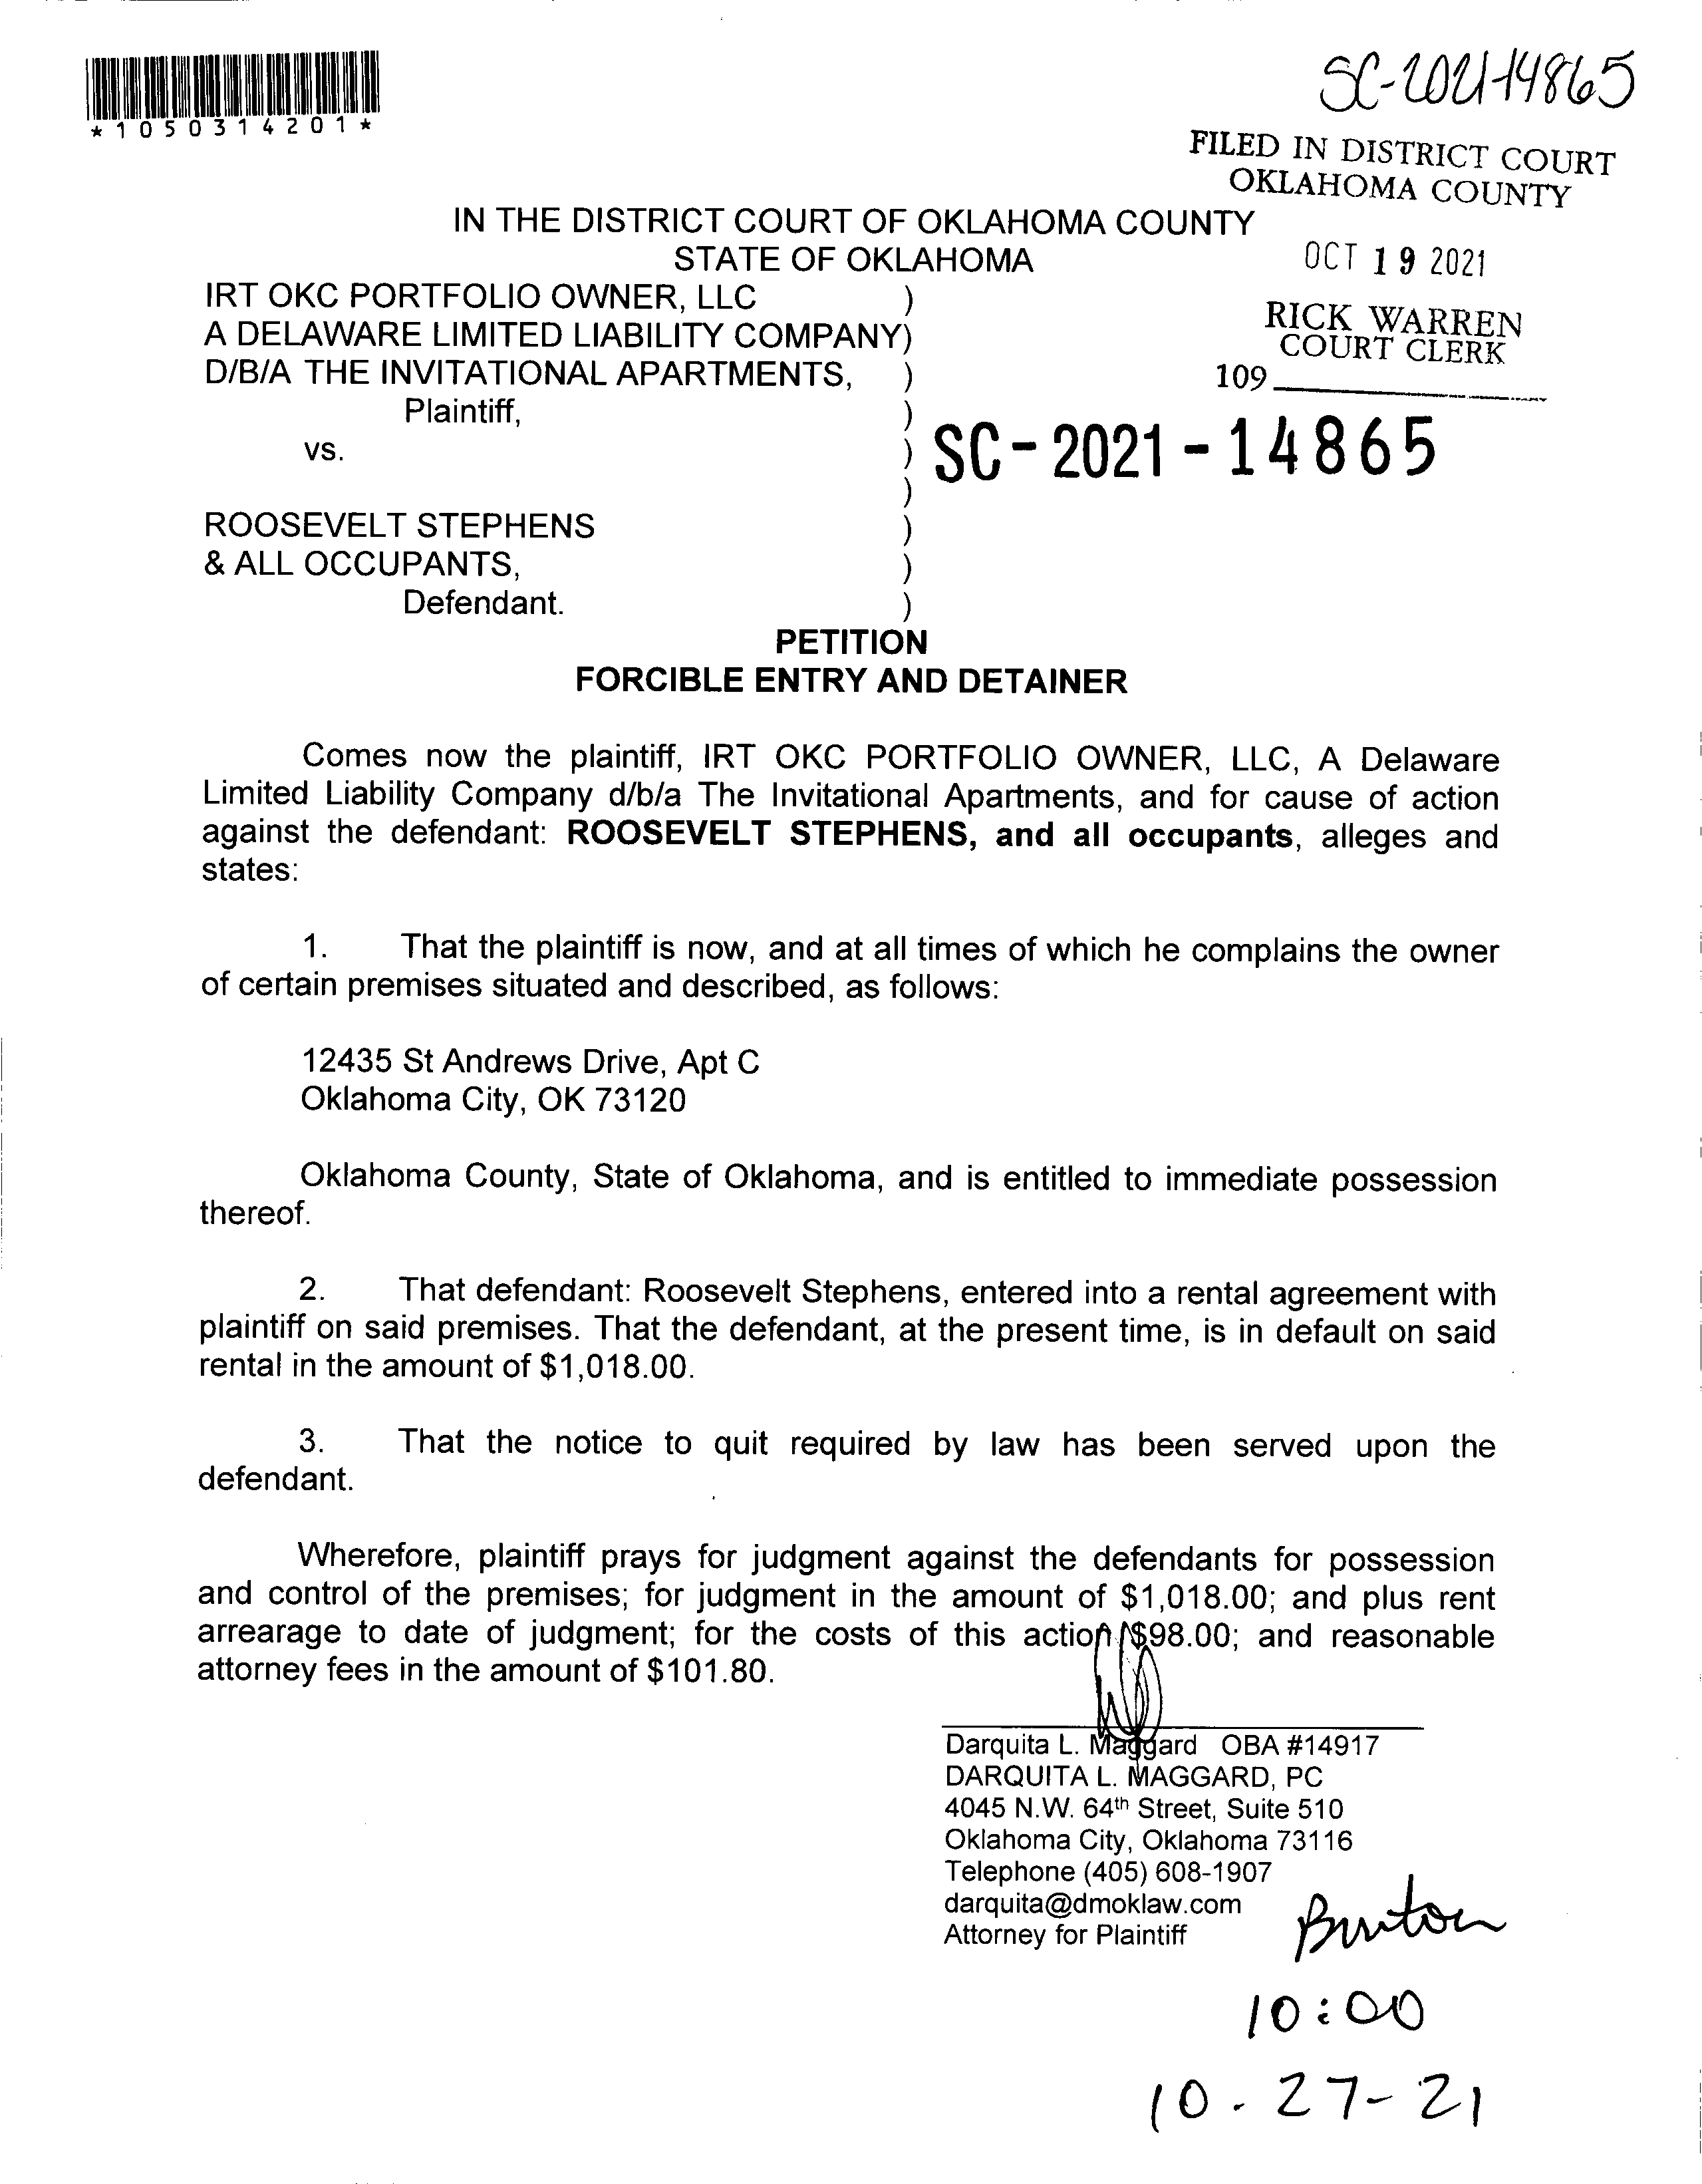 SC-2021-14865
*1050314201*
FILED IN DISTRICT COURT
OKLAHOMA COUNTY
IN THE DISTRICT COURT OF OKLAHOMA COUNTY
STATE OF OKLAHOMA
OCT 19 2021
IRT OKC PORTFOLIO OWNER, LLC )
A DELAWARE LIMITED LIABILITY COMPANY)
D/B/A THE INVITATIONAL APARTMENTS, )
RICK WARREN
COURT CLERK
109
Plaintiff, )
vs. )
SC-2021-14865
)
ROOSEVELT STEPHENS )
& ALL OCCUPANTS, )
Defendant. )
PETITION
FORCIBLE ENTRY AND DETAINER
Comes now the plaintiff, IRT OKC PORTFOLIO OWNER, LLC, A Delaware
Limited Liability Company d/b/a The Invitational Apartments, and for cause of action
against the defendant: ROOSEVELT STEPHENS, and all occupants, alleges and
states:
1. That the plaintiff is now, and at all times of which he complains the owner
of certain premises situated and described, as follows:
12435 St Andrews Drive, Apt C
Oklahoma City, OK 73120
Oklahoma County, State of Oklahoma, and is entitled to immediate possession
thereof.
2. That defendant: Roosevelt Stephens, entered into a rental agreement with
plaintiff on said premises. That the defendant, at the present time, is in default on said
rental in the amount of $1,018.00.
3. That the notice to quit required by law has been served upon the
defendant.
Wherefore, plaintiff prays for judgment against the defendants for possession
and control of the premises; for judgment in the amount of $1,018.00; and plus rent
arrearage to date of judgment; for the costs of this action $98.00; and reasonable
attorney fees in the amount of $101.80.
Darquita L. Maggard OBA #14917
DARQUITA L. MAGGARD, PC
4045 N.W. 64th Street, Suite 510
Oklahoma City, Oklahoma 73116
Telephone (405) 608-1907
darquita@dmoklaw.com
Attorney for Plaintiff
Burton
10:00
10-27-21